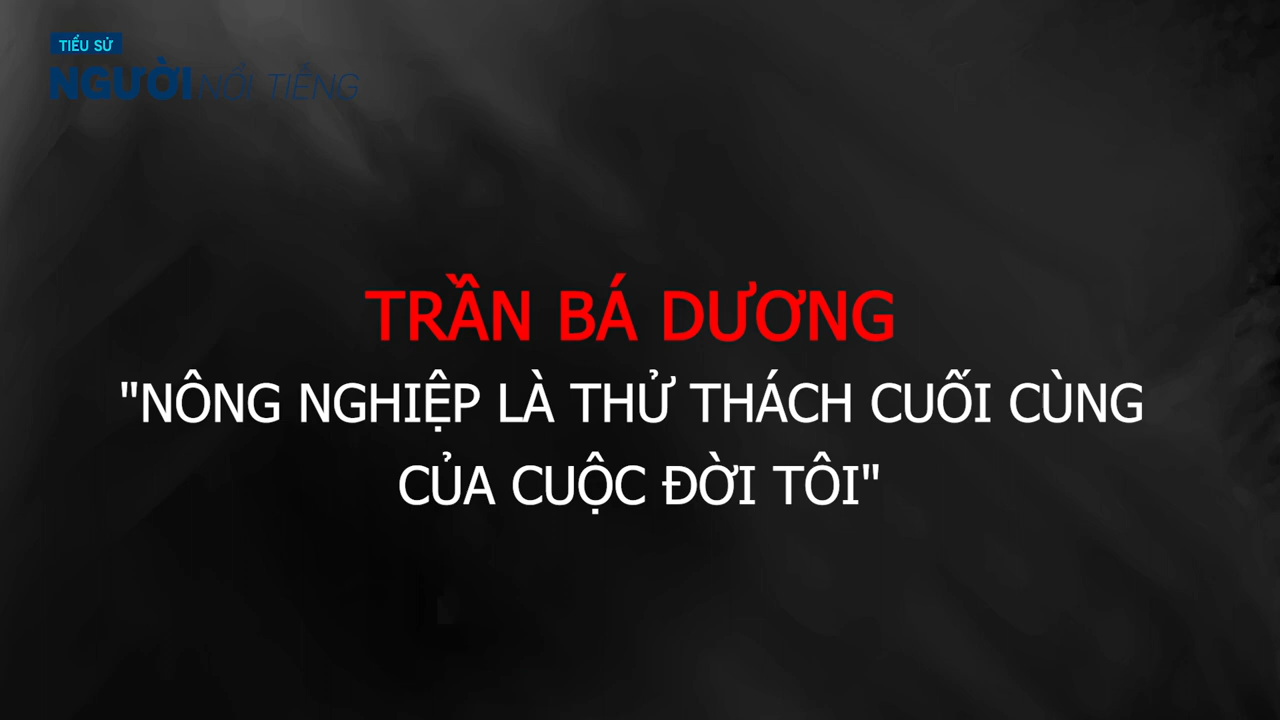 TIỂU SỬ
NGƯỜI NỔI TIẾNG
TRẦN BÁ DƯƠNG
"NÔNG NGHIỆP LÀ THỬ THÁCH CUỐI CÙNG
CỦA CUỘC ĐỜI TÔI"